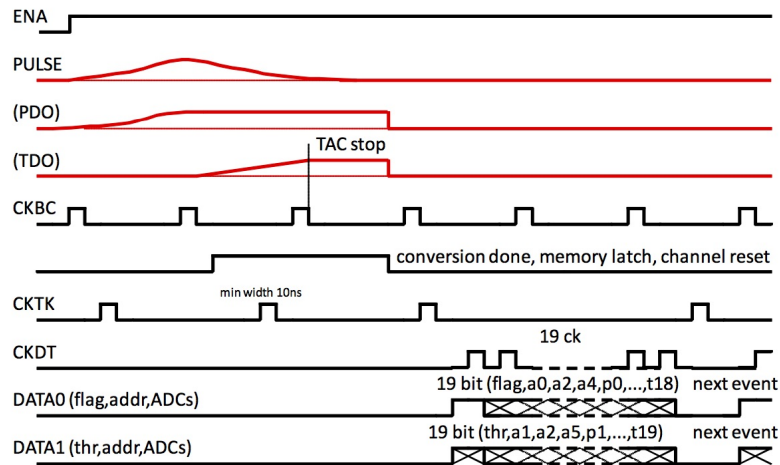 ENA
PULSE
(PDO)
(TDO)
TAC stop
CKBC
conversion done, memory latch, channel reset
min width 10ns
CKTK
19 ck
CKDT
19 bit (flag,a0,a2,a4,p0,...,t18) next event
DATA0 (flag,addr,ADCs)
19 bit (thr,a1,a2,a5,p1,...,t19) next event
DATA1 (thr,addr,ADCs)